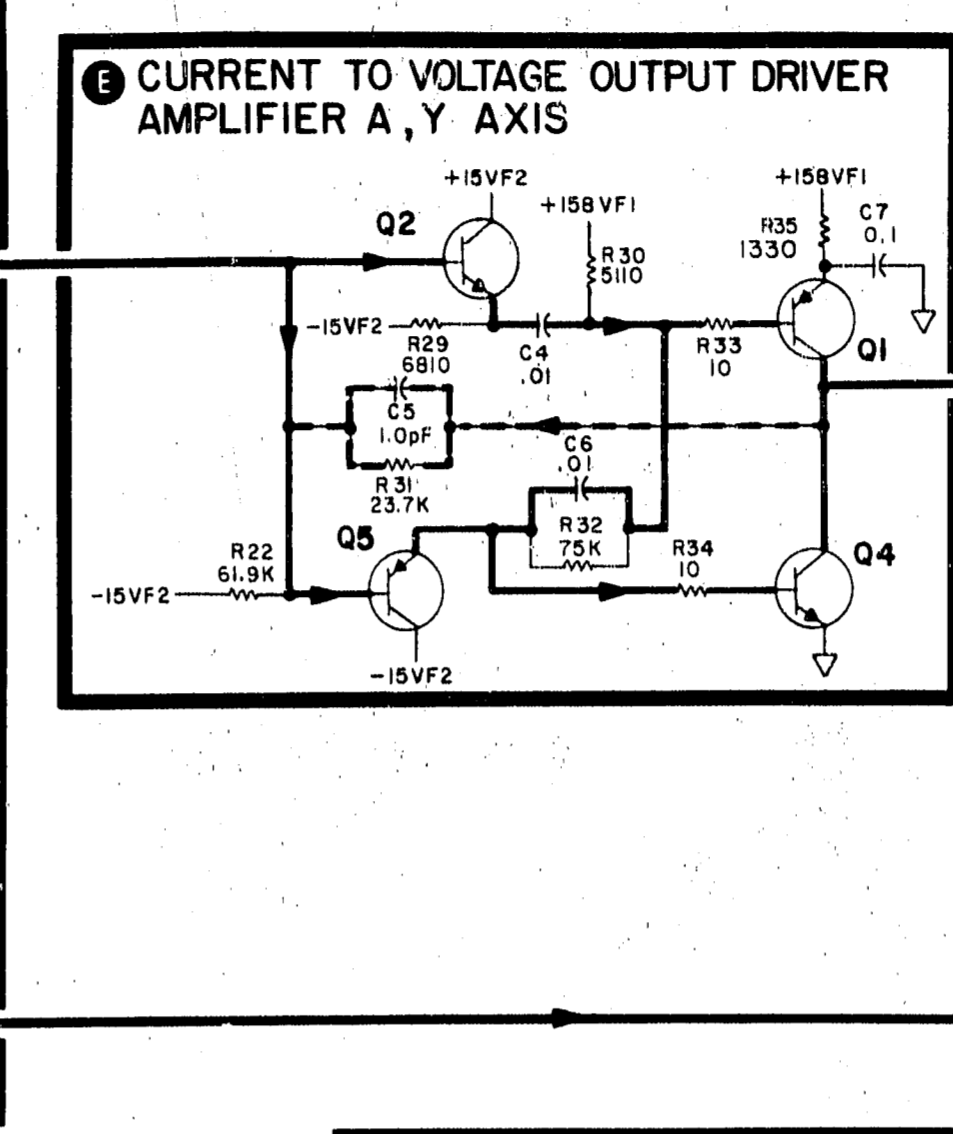 E CURRENT TO VOLTAGE OUTPUT DRIVER
AMPLIFIER A, Y AXIS
+15VF2
+158VF1
+158VF1
Q2
R35
1330
C7
0.1
R30
5110
-15VF2
R29
6810
C4
.01
R33
10
Q1
C5
1.0pF
R31
23.7K
C6
.01
R32
75K
Q5
R22
61.9K
-15VF2
R34
10
Q4
-15VF2